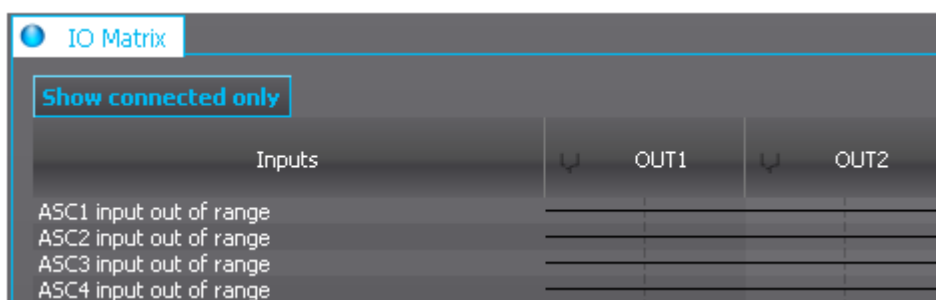 IO Matrix
Show connected only
Inputs OUT1 OUT2
ASC1 input out of range
ASC2 input out of range
ASC3 input out of range
ASC4 input out of range